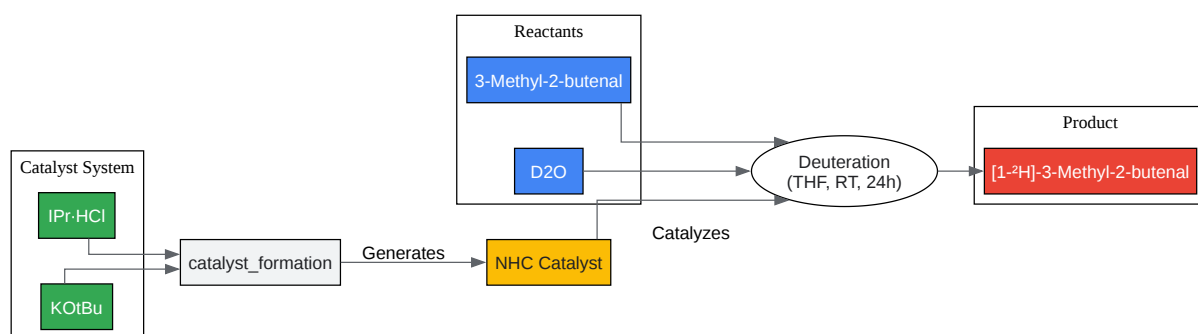 Reactants
3-Methyl-2-butenal
D2O
Catalyst System
IPr·HCl
KOtBu
catalyst_formation
Generates
NHC Catalyst
Catalyzes
Deuteration
(THF, RT, 24h)
Product
[1-²H]-3-Methyl-2-butenal